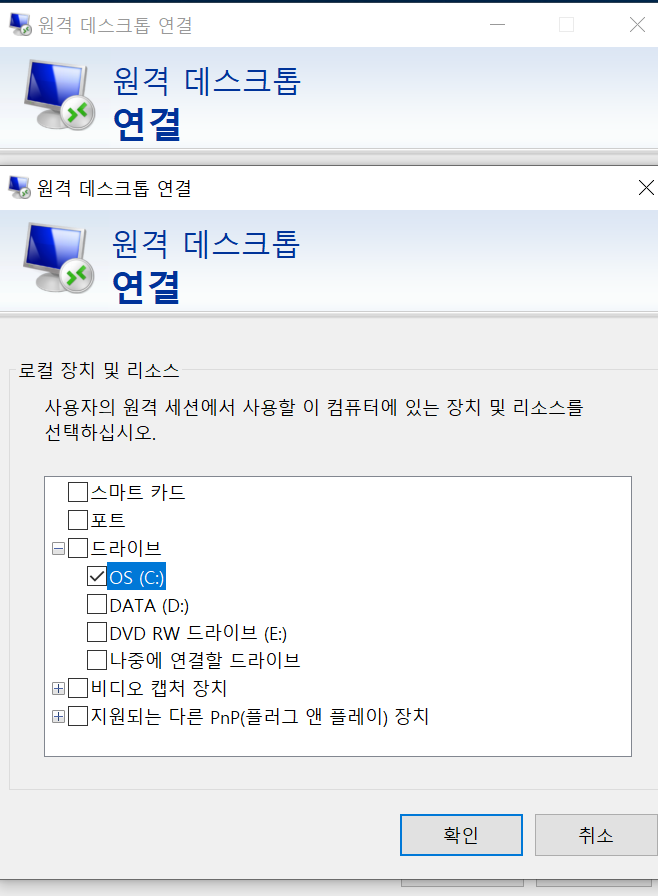 원격 데스크톱 연결
원격 데스크톱
연결
원격 데스크톱 연결
원격 데스크톱
연결
로컬 장치 및 리소스
사용자의 원격 세션에서 사용할 이 컴퓨터에 있는 장치 및 리소스를
선택하십시오.
스마트 카드
포트
드라이브
OS (C:)
DATA (D:)
DVD RW 드라이브 (E:)
나중에 연결할 드라이브
비디오 캡처 장치
지원되는 다른 PnP(플러그 앤 플레이) 장치
확인
취소